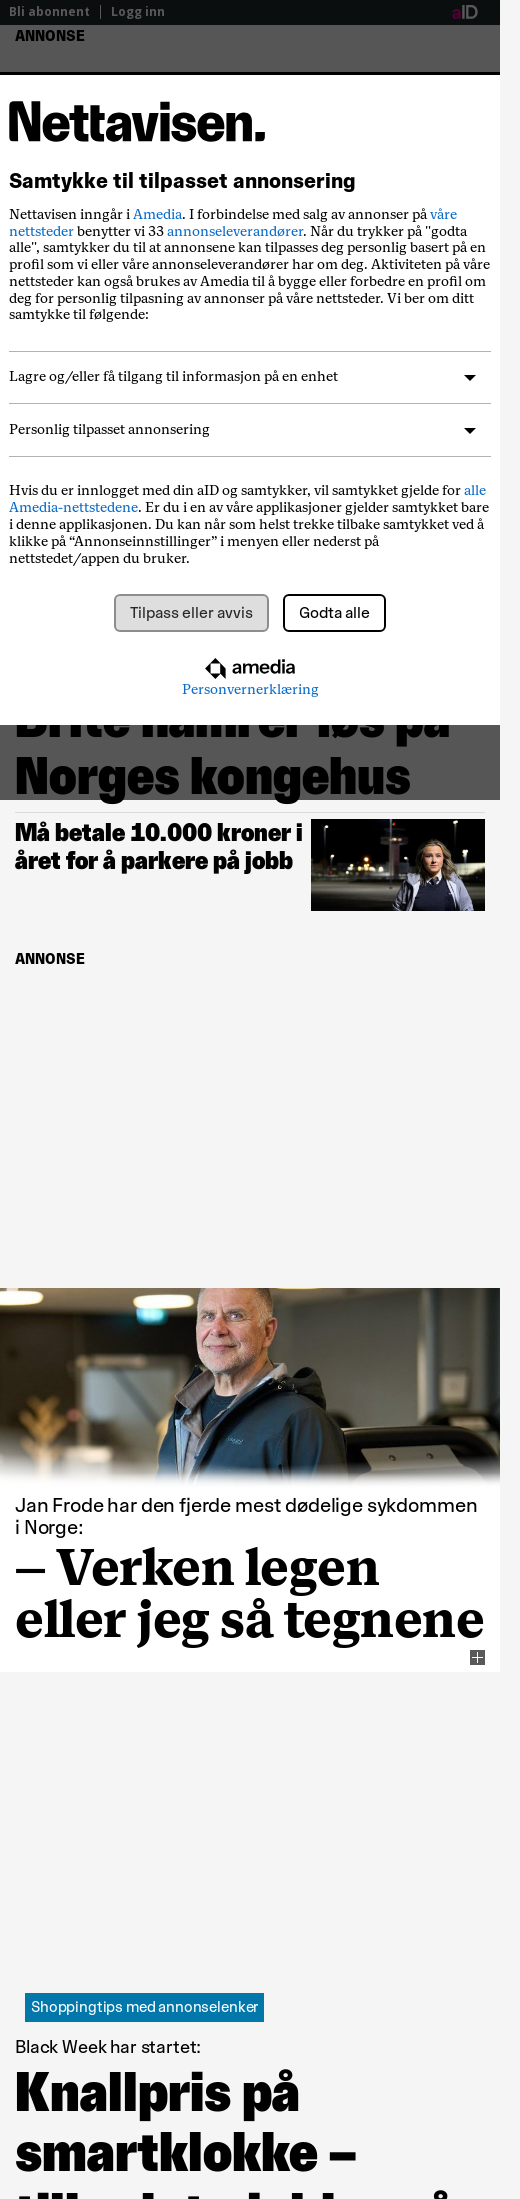 Bli abonnent
Logg inn
aID
ANNONSE
Nettavisen.
Samtykke til tilpasset annonsering
Nettavisen inngår i Amedia. I forbindelse med salg av annonser på våre
nettsteder benytter vi 33 annonseleverandører. Når du trykker på "godta
alle", samtykker du til at annonsene kan tilpasses deg personlig basert på en
profil som vi eller våre annonseleverandører har om deg. Aktiviteten på våre
nettsteder kan også brukes av Amedia til å bygge eller forbedre en profil om
deg for personlig tilpasning av annonser på våre nettsteder. Vi ber om ditt
samtykke til følgende:
Lagre og/eller få tilgang til informasjon på en enhet
Personlig tilpasset annonsering
Hvis du er innlogget med din aID og samtykker, vil samtykket gjelde for alle
Amedia-nettstedene. Er du i en av våre applikasjoner gjelder samtykket bare
i denne applikasjonen. Du kan når som helst trekke tilbake samtykket ved å
klikke på “Annonseinnstillinger” i menyen eller nederst på
nettstedet/appen du bruker.
Tilpass eller avvis
Godta alle
amedia
Personvernerklæring
løs på
Norges kongehus
Må betale 10.000 kroner i
året for å parkere på jobb
ANNONSE
Jan Frode har den fjerde mest dødelige sykdommen
i Norge:
– Verken legen
eller jeg så tegnene
Shoppingtips med annonselenker
Black Week har startet:
Knallpris på
smartklokke –